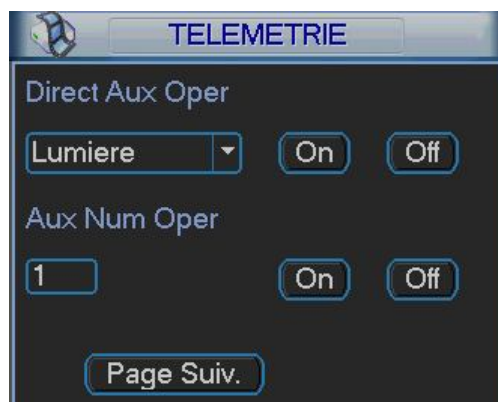 TELEMETRIE
Direct Aux Oper
Lumiere On Off
Aux Num Oper
1 On Off
Page Suiv.